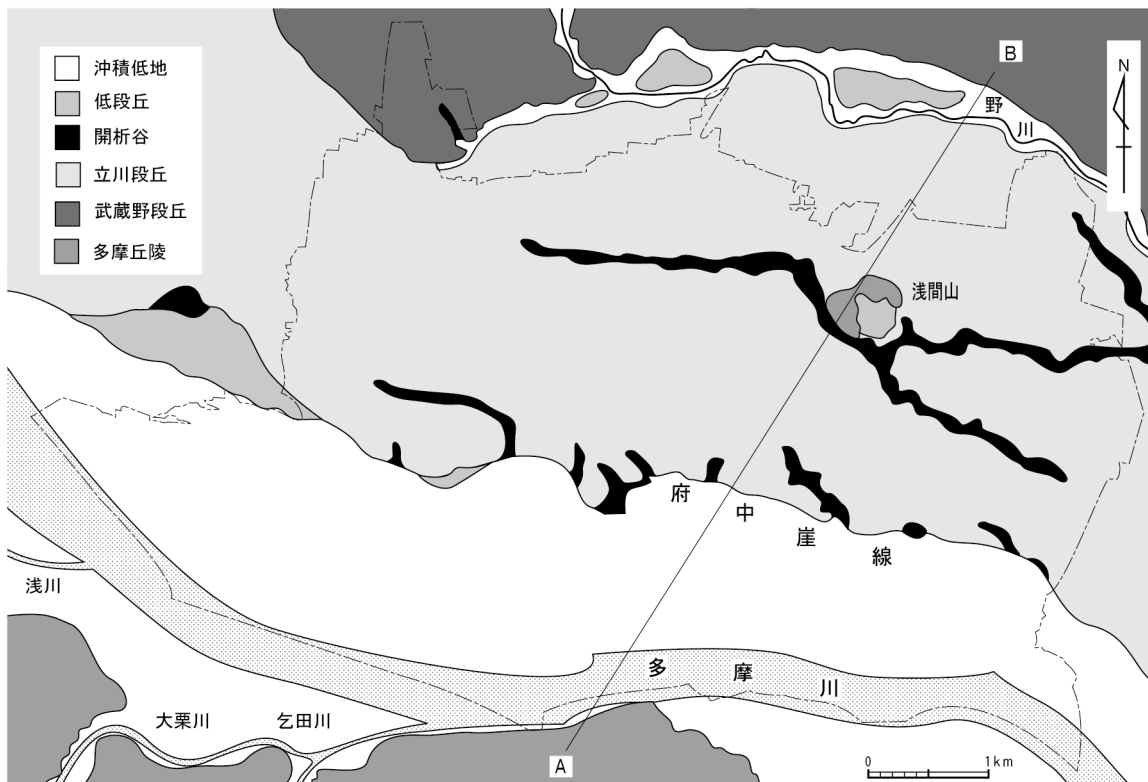 沖積低地
低段丘
開析谷
立川段丘
武蔵野段丘
多摩丘陵
B
N
野川
浅間山
府中崖線
浅川
多摩川
大栗川
乞田川
A
0
1km